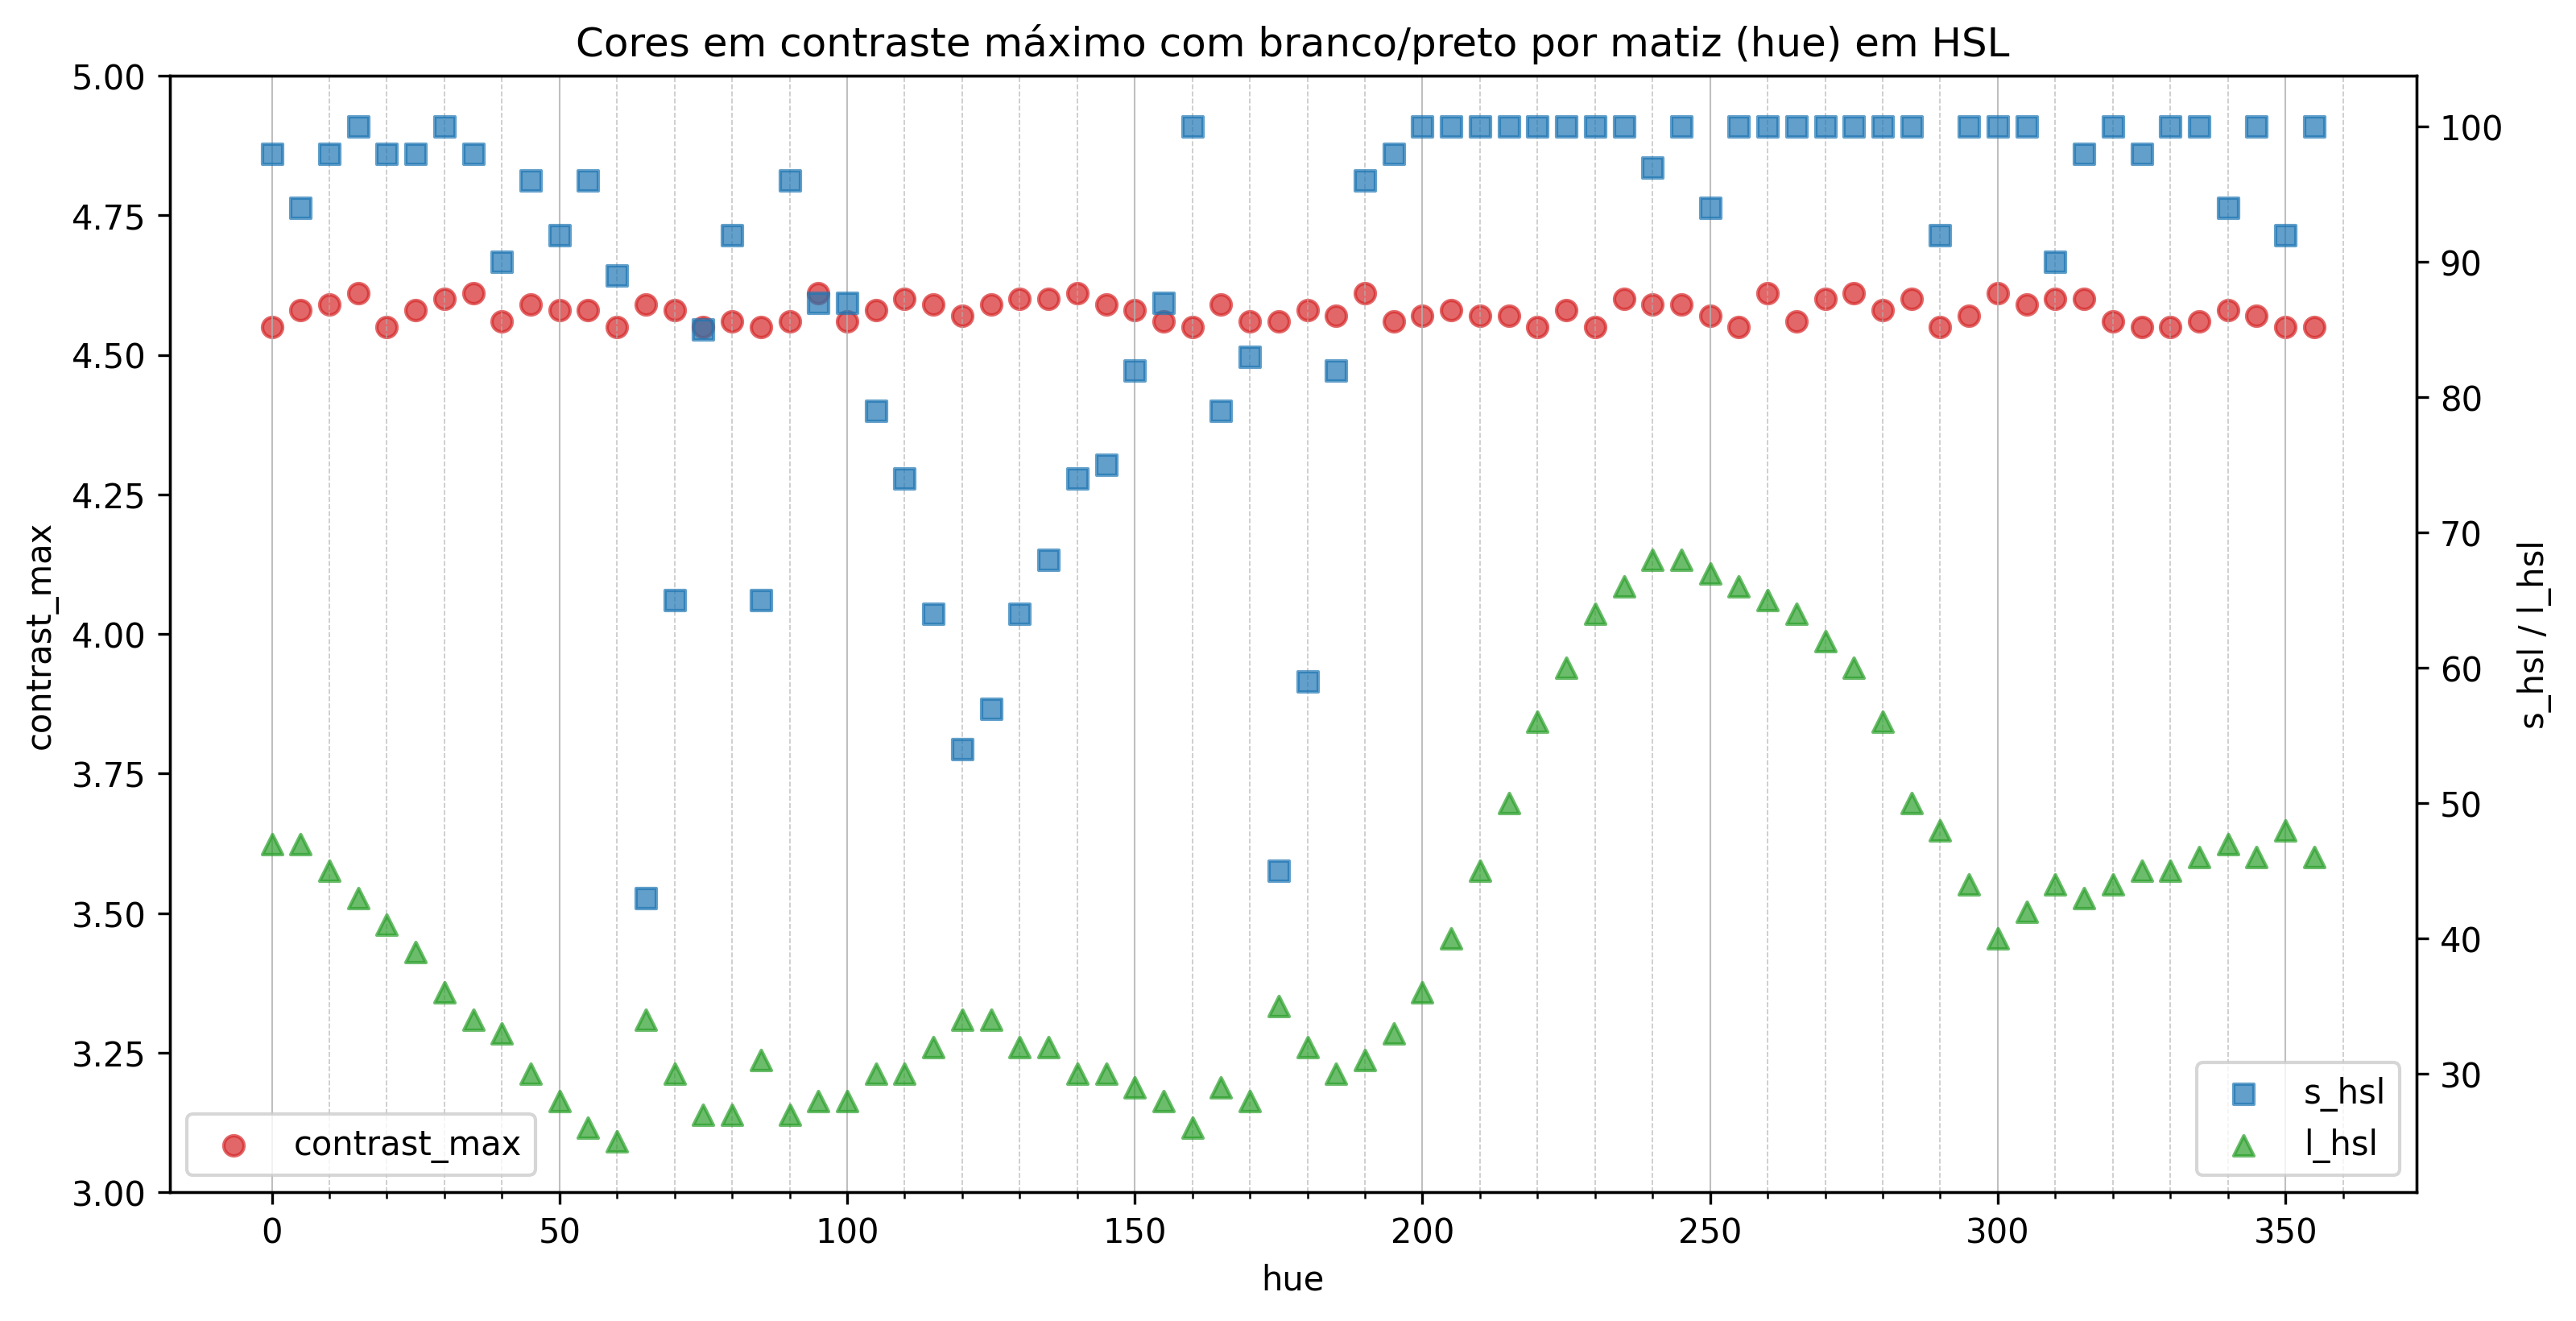 Cores em contraste máximo com branco/preto por matiz (hue) em HSL
5.00
4.75
4.50
4.25
4.00
3.75
3.50
3.25
3.00
contrast_max
100
90
80
70
60
50
40
30
s_hsl / l_hsl
contrast_max
s_hsl
l_hsl
0 50 100 150 200 250 300 350
hue